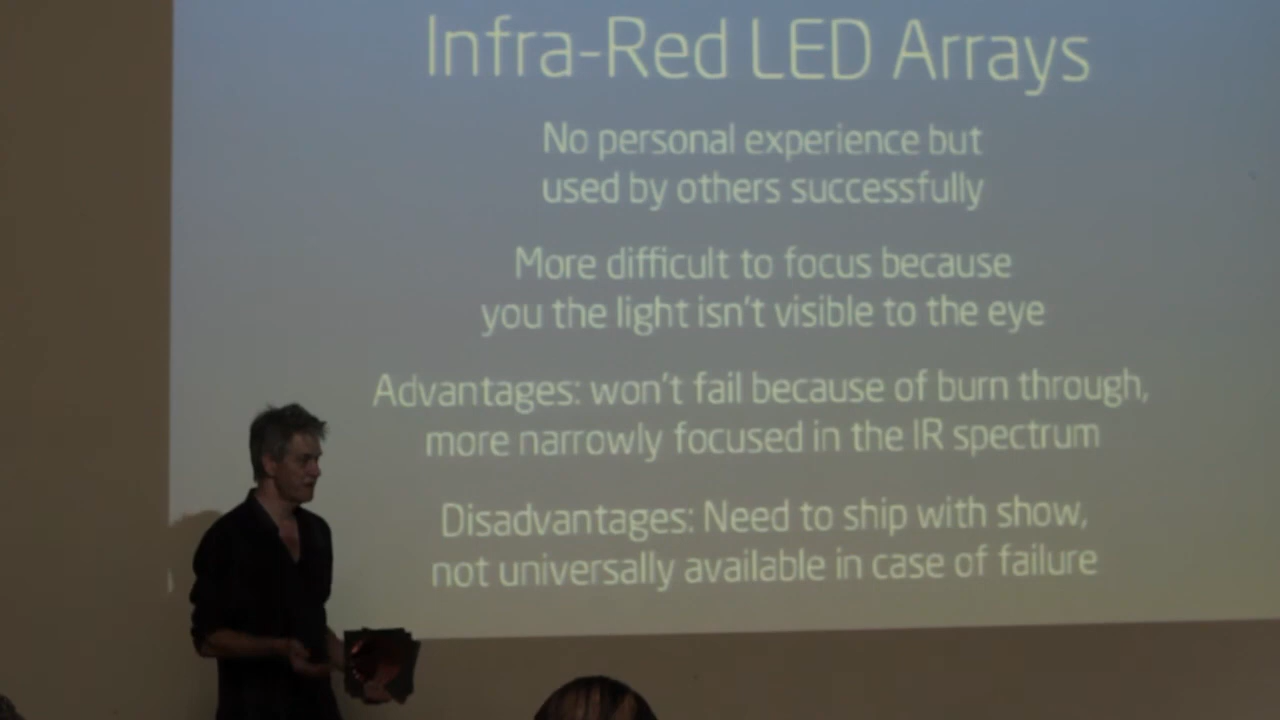 Infra-Red LED Arrays
No personal experience but
used by others successfully
More difficult to focus because
you the light isn't visible to the eye
Advantages: won't fail because of burn through,
more narrowly focused in the IR spectrum
Disadvantages: Need to ship with show,
not universally available in case of failure